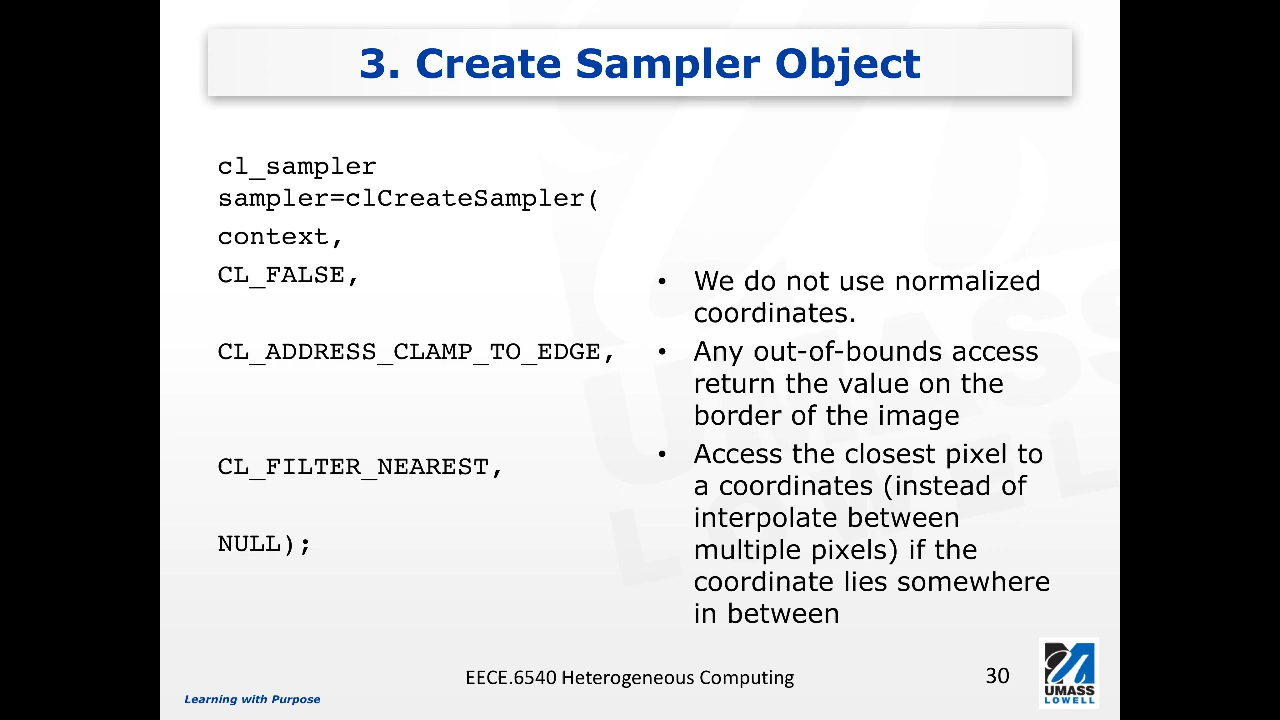 3. Create Sampler Object
cl_sampler
sampler=clCreateSampler(
context,
CL_FALSE,
CL_ADDRESS_CLAMP_TO_EDGE,
CL_FILTER_NEAREST,
NULL);
• We do not use normalized
coordinates.
• Any out-of-bounds access
return the value on the
border of the image
• Access the closest pixel to
a coordinates (instead of
interpolate between
multiple pixels) if the
coordinate lies somewhere
in between
EECE.6540 Heterogeneous Computing
30
Learning with Purpose
UMASS
LOWELL
UMASS
LOWELL